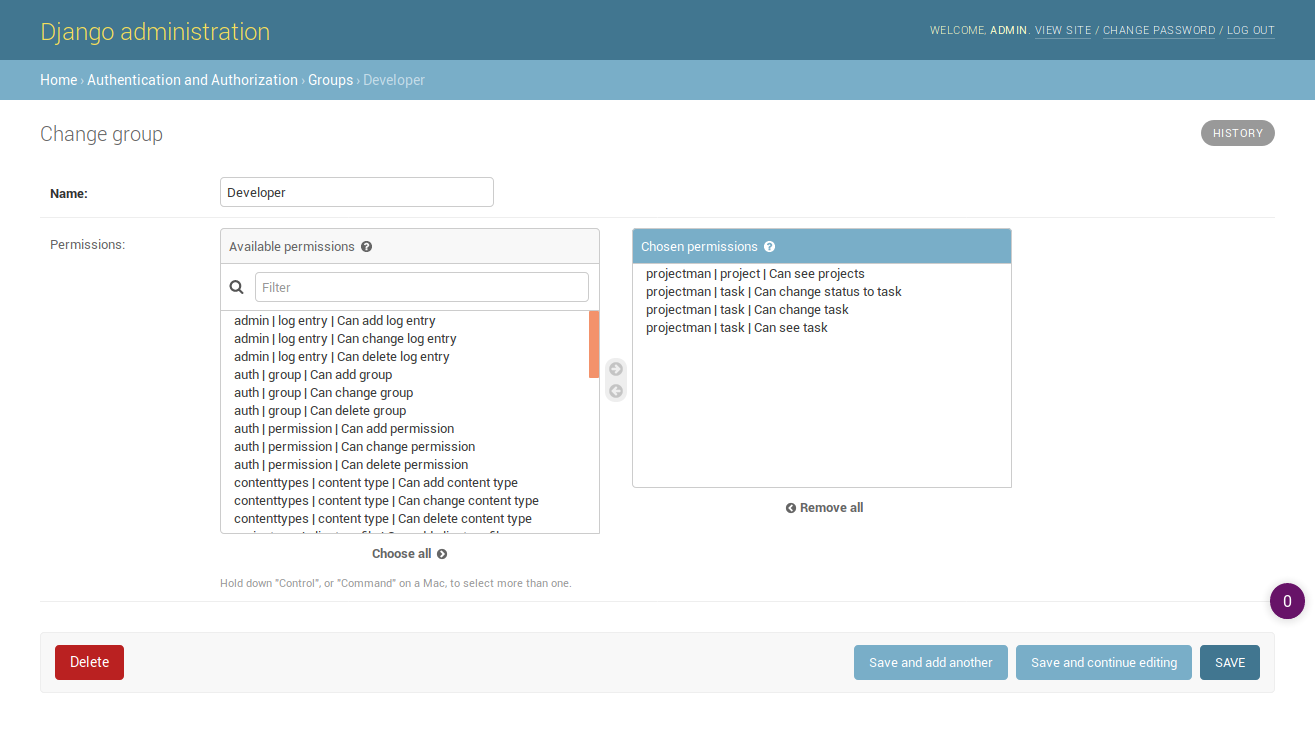 Django administration
WELCOME, ADMIN. VIEW SITE / CHANGE PASSWORD / LOG OUT
Home › Authentication and Authorization › Groups › Developer
Change group
HISTORY
Name:
Developer
Permissions:
Available permissions
Filter
admin | log entry | Can add log entry
admin | log entry | Can change log entry
admin | log entry | Can delete log entry
auth | group | Can add group
auth | group | Can change group
auth | group | Can delete group
auth | permission | Can add permission
auth | permission | Can change permission
auth | permission | Can delete permission
contenttypes | content type | Can add content type
contenttypes | content type | Can change content type
contenttypes | content type | Can delete content type
Choose all
Hold down "Control", or "Command" on a Mac, to select more than one.
Chosen permissions
projectman | project | Can see projects
projectman | task | Can change status to task
projectman | task | Can change task
projectman | task | Can see task
Remove all
0
Delete
Save and add another
Save and continue editing
SAVE